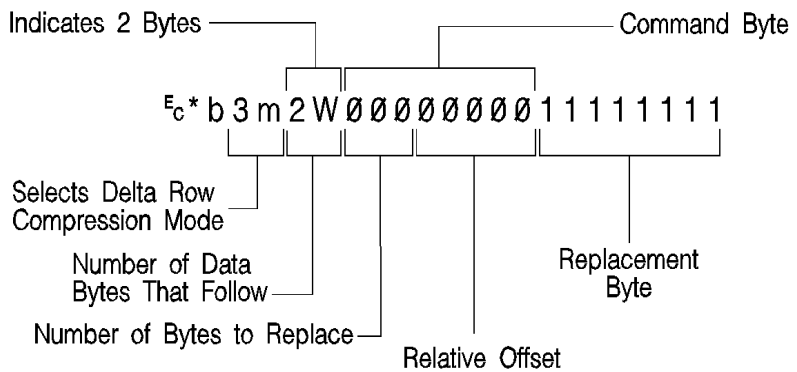 Indicates 2 Bytes
Command Byte
Ec*b3m2WØØØØØØØØ11111111
Selects Delta Row
Compression Mode
Number of Data
Bytes That Follow
Number of Bytes to Replace
Relative Offset
Replacement
Byte